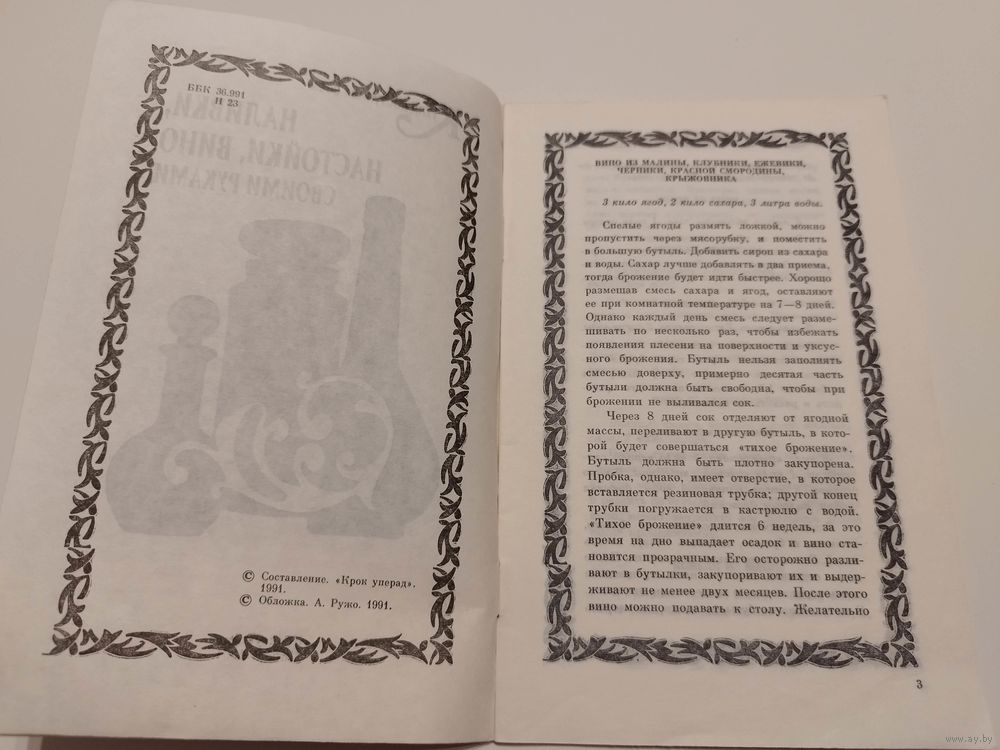 ББК 36.991
Н 23
НАЛИВКИ,
НАСТОЙКИ, ВИНО
СВОИМИ РУКАМИ
© Составление. «Крок уперад».
1991.
© Обложка. А. Ружо. 1991.
ВИНО ИЗ МАЛИНЫ, КЛУБНИКИ, ЕЖЕВИКИ,
ЧЕРНИКИ, КРАСНОЙ СМОРОДИНЫ,
КРЫЖОВНИКА
3 кило ягод, 2 кило сахара, 3 литра воды.
Спелые ягоды размять ложкой, можно
пропустить через мясорубку, и поместить
в большую бутыль. Добавить сироп из сахара
и воды. Сахар лучше добавлять в два приема,
тогда брожение будет идти быстрее. Хорошо
размешав смесь сахара и ягод, оставляют
ее при комнатной температуре на 7—8 дней.
Однако каждый день смесь следует разме-
шивать по несколько раз, чтобы избежать
появления плесени на поверхности и уксус-
ного брожения. Бутыль нельзя заполнять
смесью доверху, примерно десятая часть
бутыли должна быть свободна, чтобы при
брожении не выливался сок.
Через 8 дней сок отделяют от ягодной
массы, переливают в другую бутыль, в кото-
рой будет совершаться «тихое брожение».
Бутыль должна быть плотно закупорена.
Пробка, однако, имеет отверстие, в которое
вставляется резиновая трубка; другой конец
трубки погружается в кастрюлю с водой.
«Тихое брожение» длится 6 недель, за это
время на дно выпадает осадок и вино ста-
новится прозрачным. Его осторожно разли-
вают в бутылки, закупоривают их и выдер-
живают не менее двух месяцев. После этого
вино можно подавать к столу. Желательно
3
www.ay.by